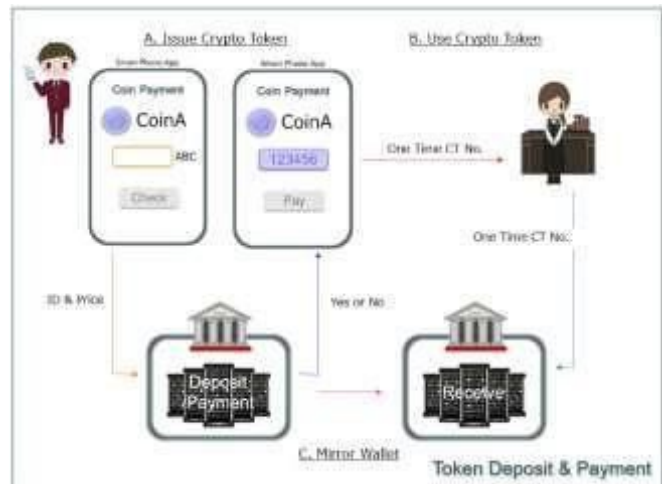 A. Issue Crypto Token
B. Use Crypto Token
Smart Phone App
Smart Phone App
Coin Payment
Coin Payment
CoinA
CoinA
ABC
123456
Check
Pay
One Time CT No.
One Time CT No.
ID & Price
Yes or No
Deposit
/Payment
Receive
C. Mirror Wallet
Token Deposit & Payment